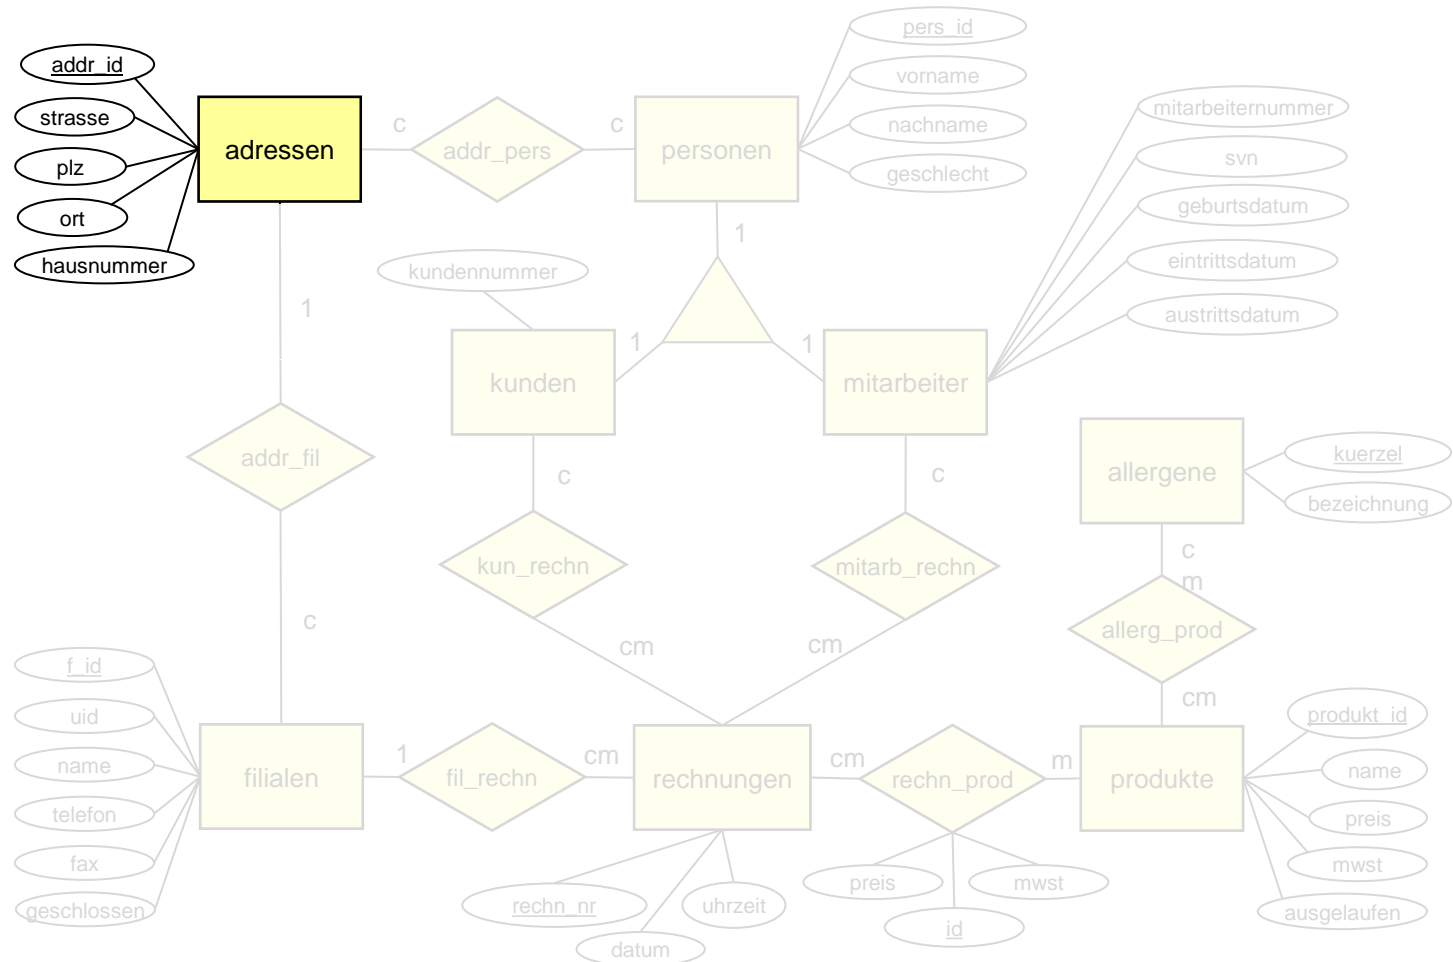 pers_id
addr_id
vorname
mitarbeiternummer
strasse
c
c
nachname
adressen
addr_pers
personen
svn
plz
geschlecht
geburtsdatum
ort
1
hausnummer
kundennummer
eintrittsdatum
1
austrittsdatum
1
1
kunden
mitarbeiter
addr_fil
kuerzel
allergene
c
c
bezeichnung
c
kun_rechn
mitarb_rechn
m
c
allerg_prod
cm
cm
f_id
cm
uid
produkt_id
1
cm
cm
m
name
filialen
fil_rechn
rechnungen
rechn_prod
produkte
name
telefon
preis
fax
preis
mwst
mwst
geschlossen
rechn_nr
uhrzeit
ausgelaufen
id
datum